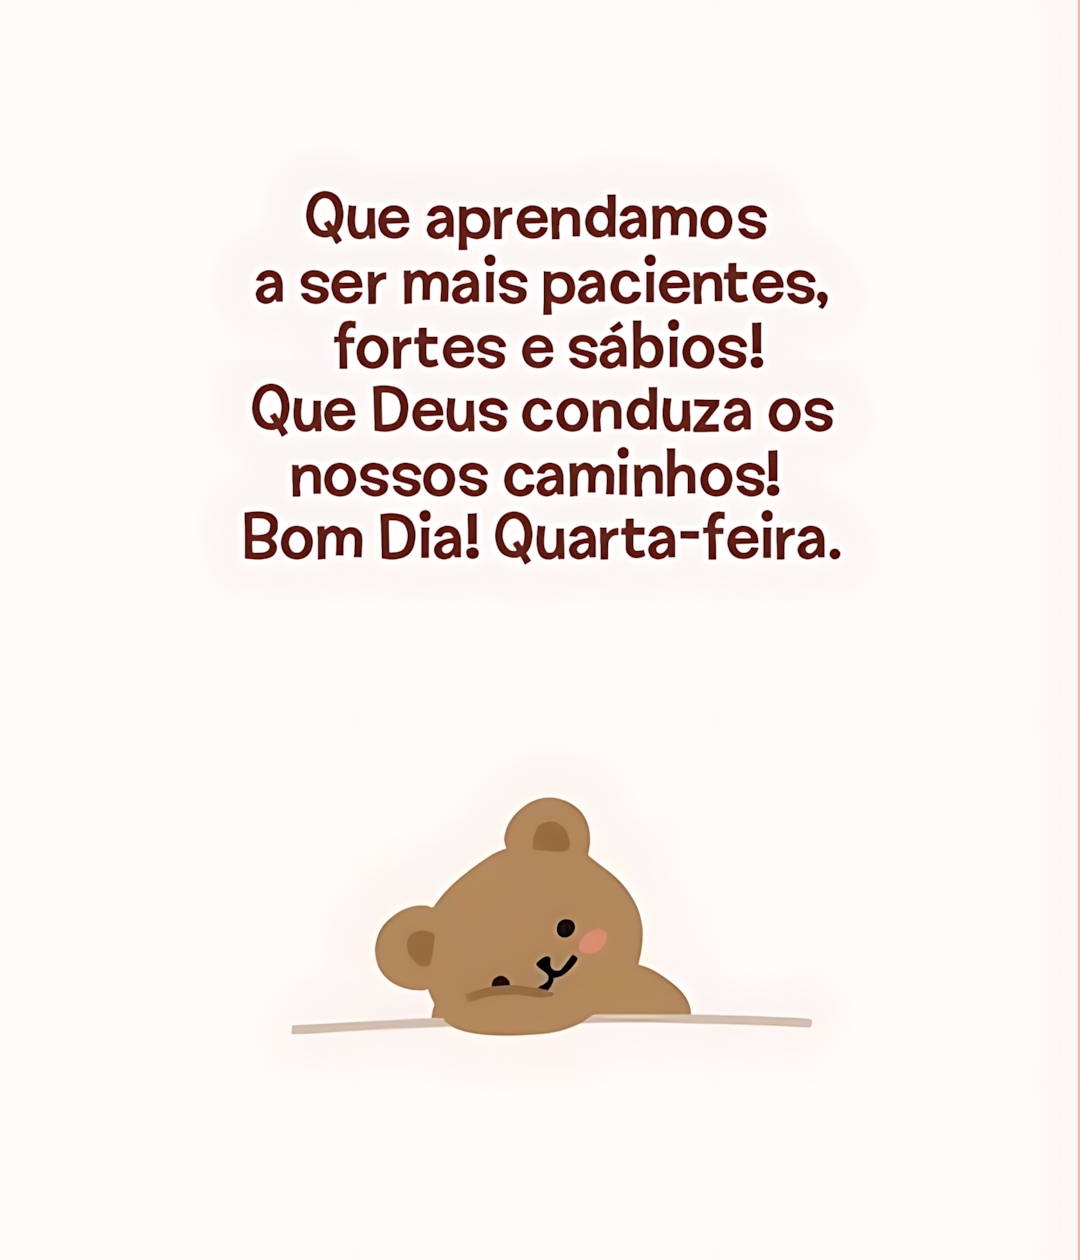 Que aprendamos
a ser mais pacientes,
fortes e sábios!
Que Deus conduza os
nossos caminhos!
Bom Dia! Quarta-feira.